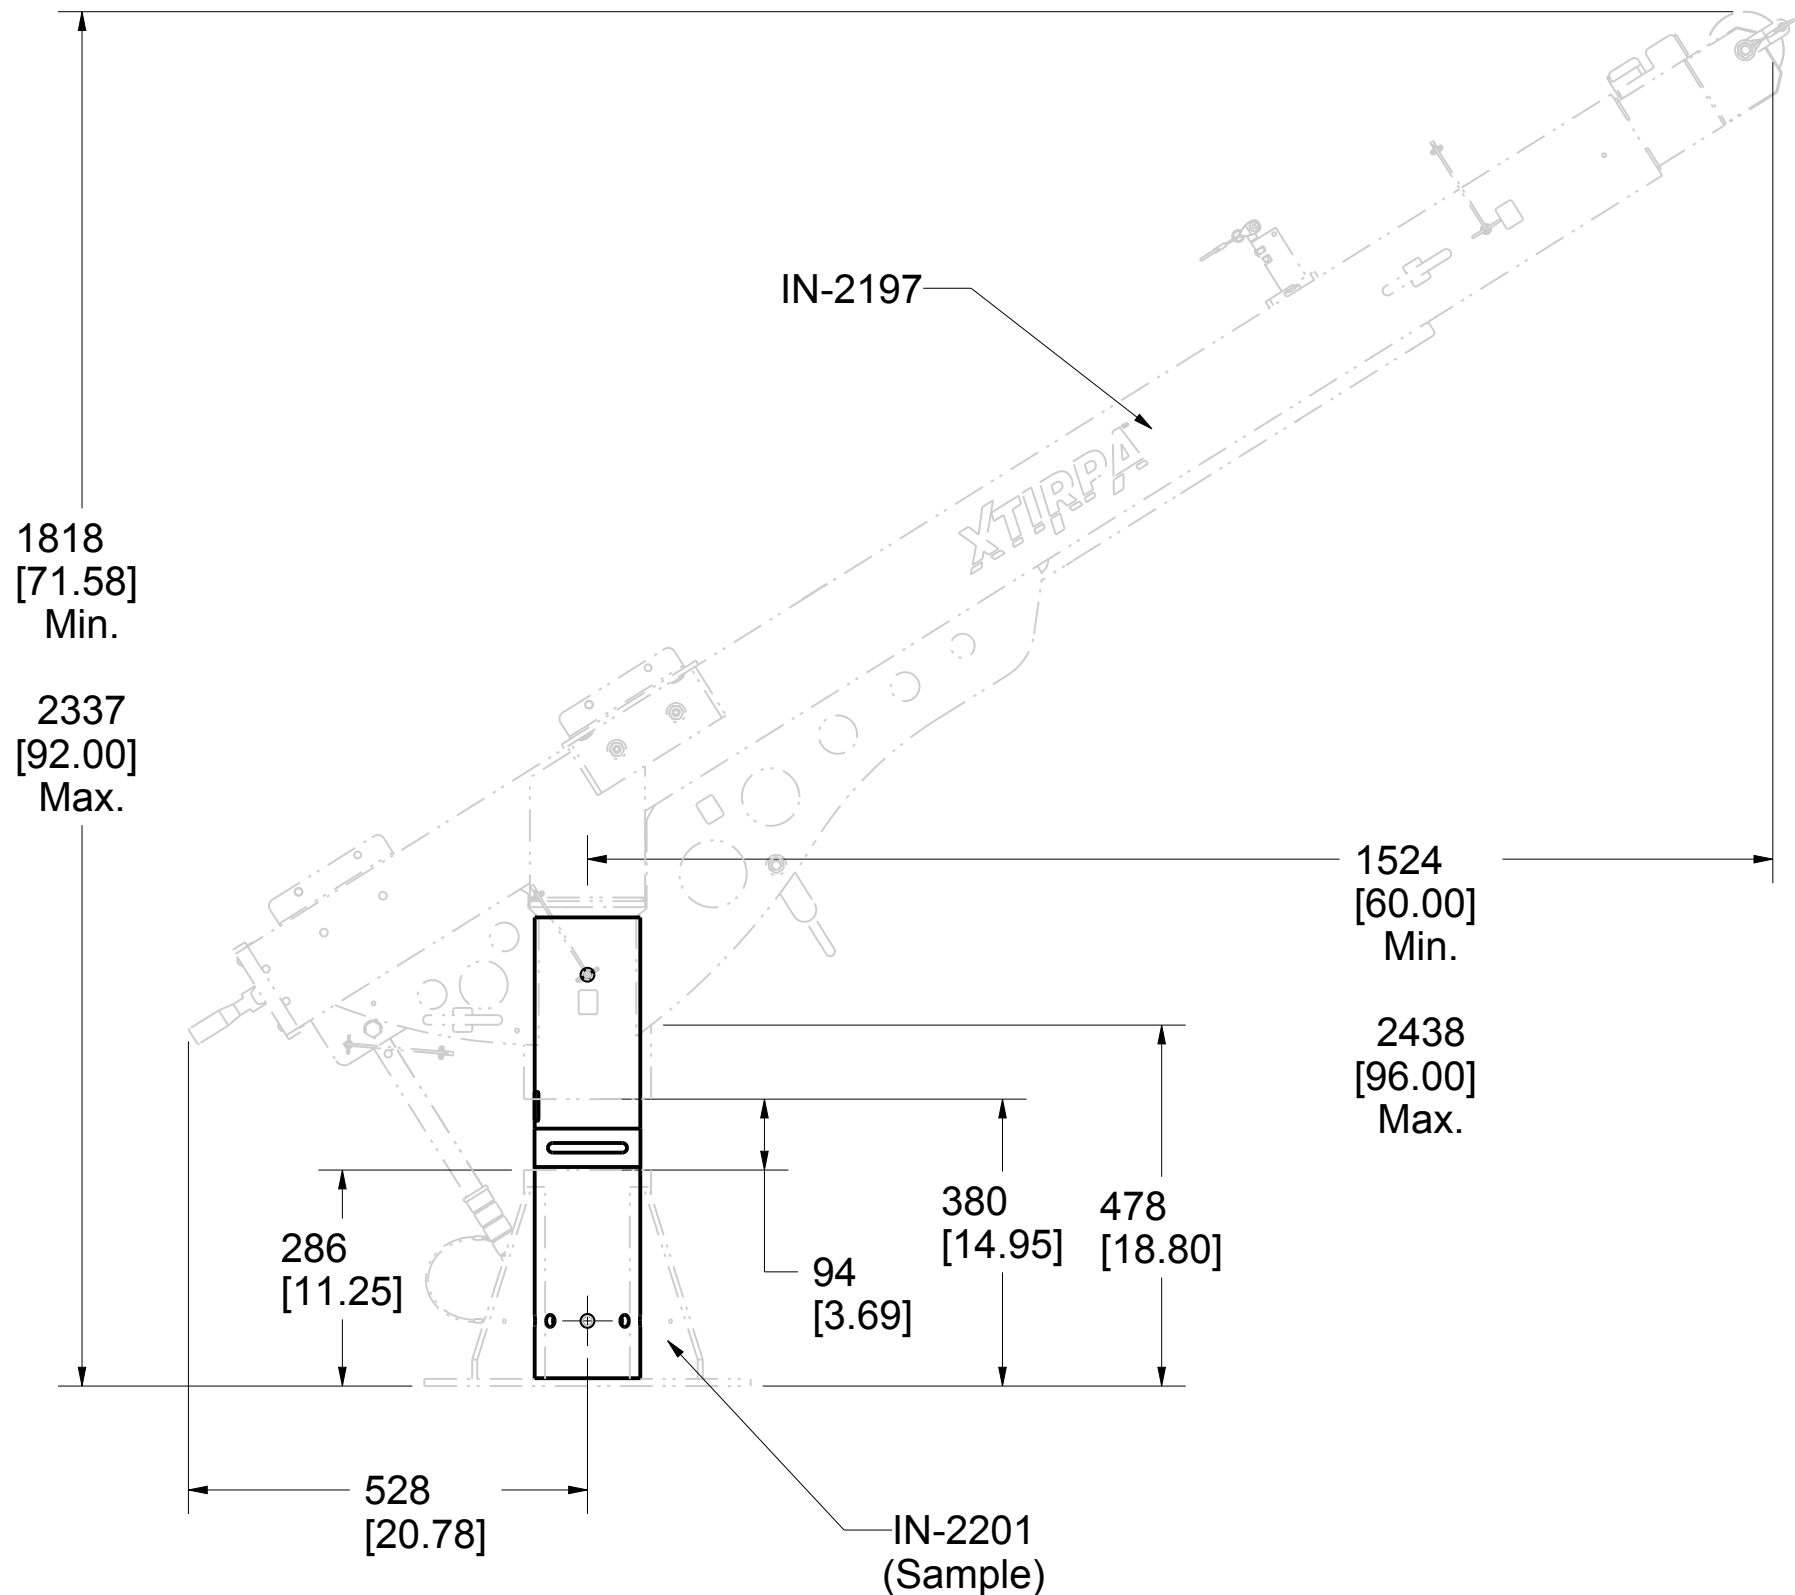 IN-2197
XTIRPA
1818
[71.58]
Min.
2337
[92.00]
Max.
1524
[60.00]
Min.
2438
[96.00]
Max.
380
[14.95]
478
[18.80]
286
[11.25]
94
[3.69]
528
[20.78]
IN-2201
(Sample)